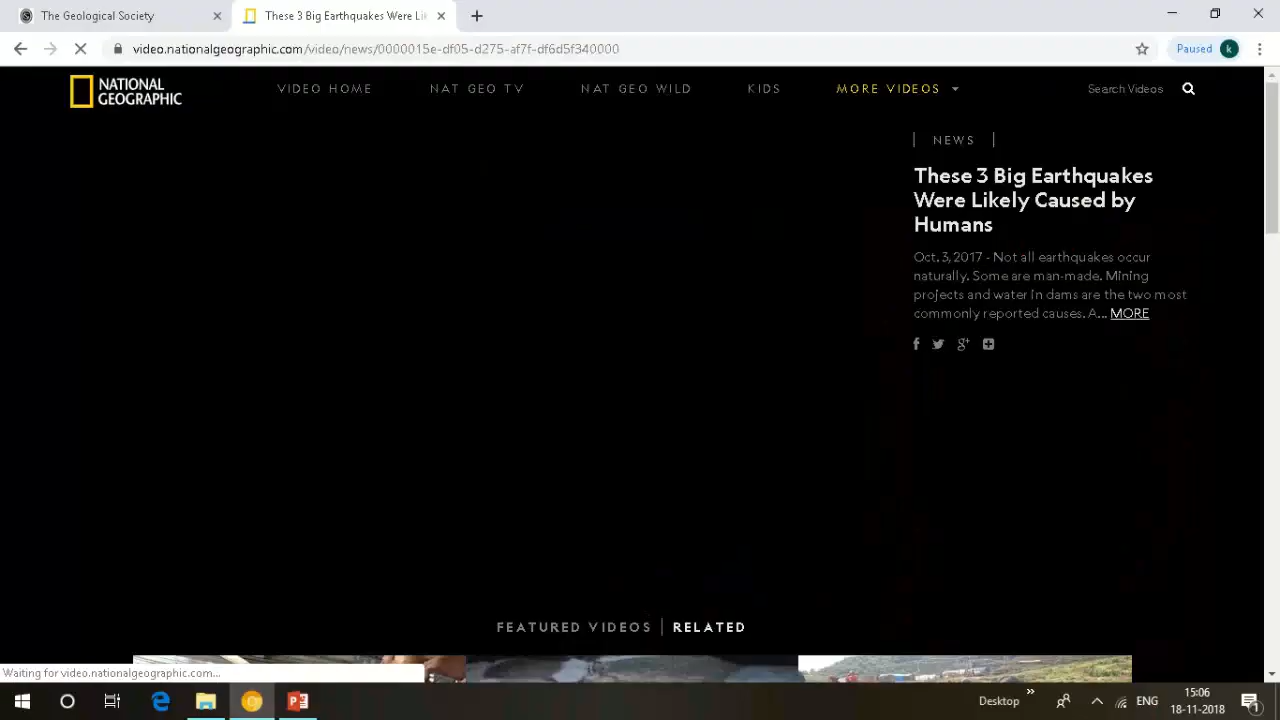 The Geological Society
These 3 Big Earthquakes Were Lik
Paused k
video.nationalgeographic.com/video/news/0000015e-df05-d275-af7f-df6d5f340000
NATIONAL
GEOGRAPHIC
VIDEO HOME NAT GEO TV NAT GEO WILD KIDS MORE VIDEOS Search Videos
NEWS
These 3 Big Earthquakes
Were Likely Caused by
Humans
Oct. 3, 2017 - Not all earthquakes occur
naturally. Some are man-made. Mining
projects and water in dams are the two most
commonly reported causes. A... MORE
FEATURED VIDEOS | RELATED
Waiting for video.nationalgeographic.com...
Desktop ENG 15:06
18-11-2018
1